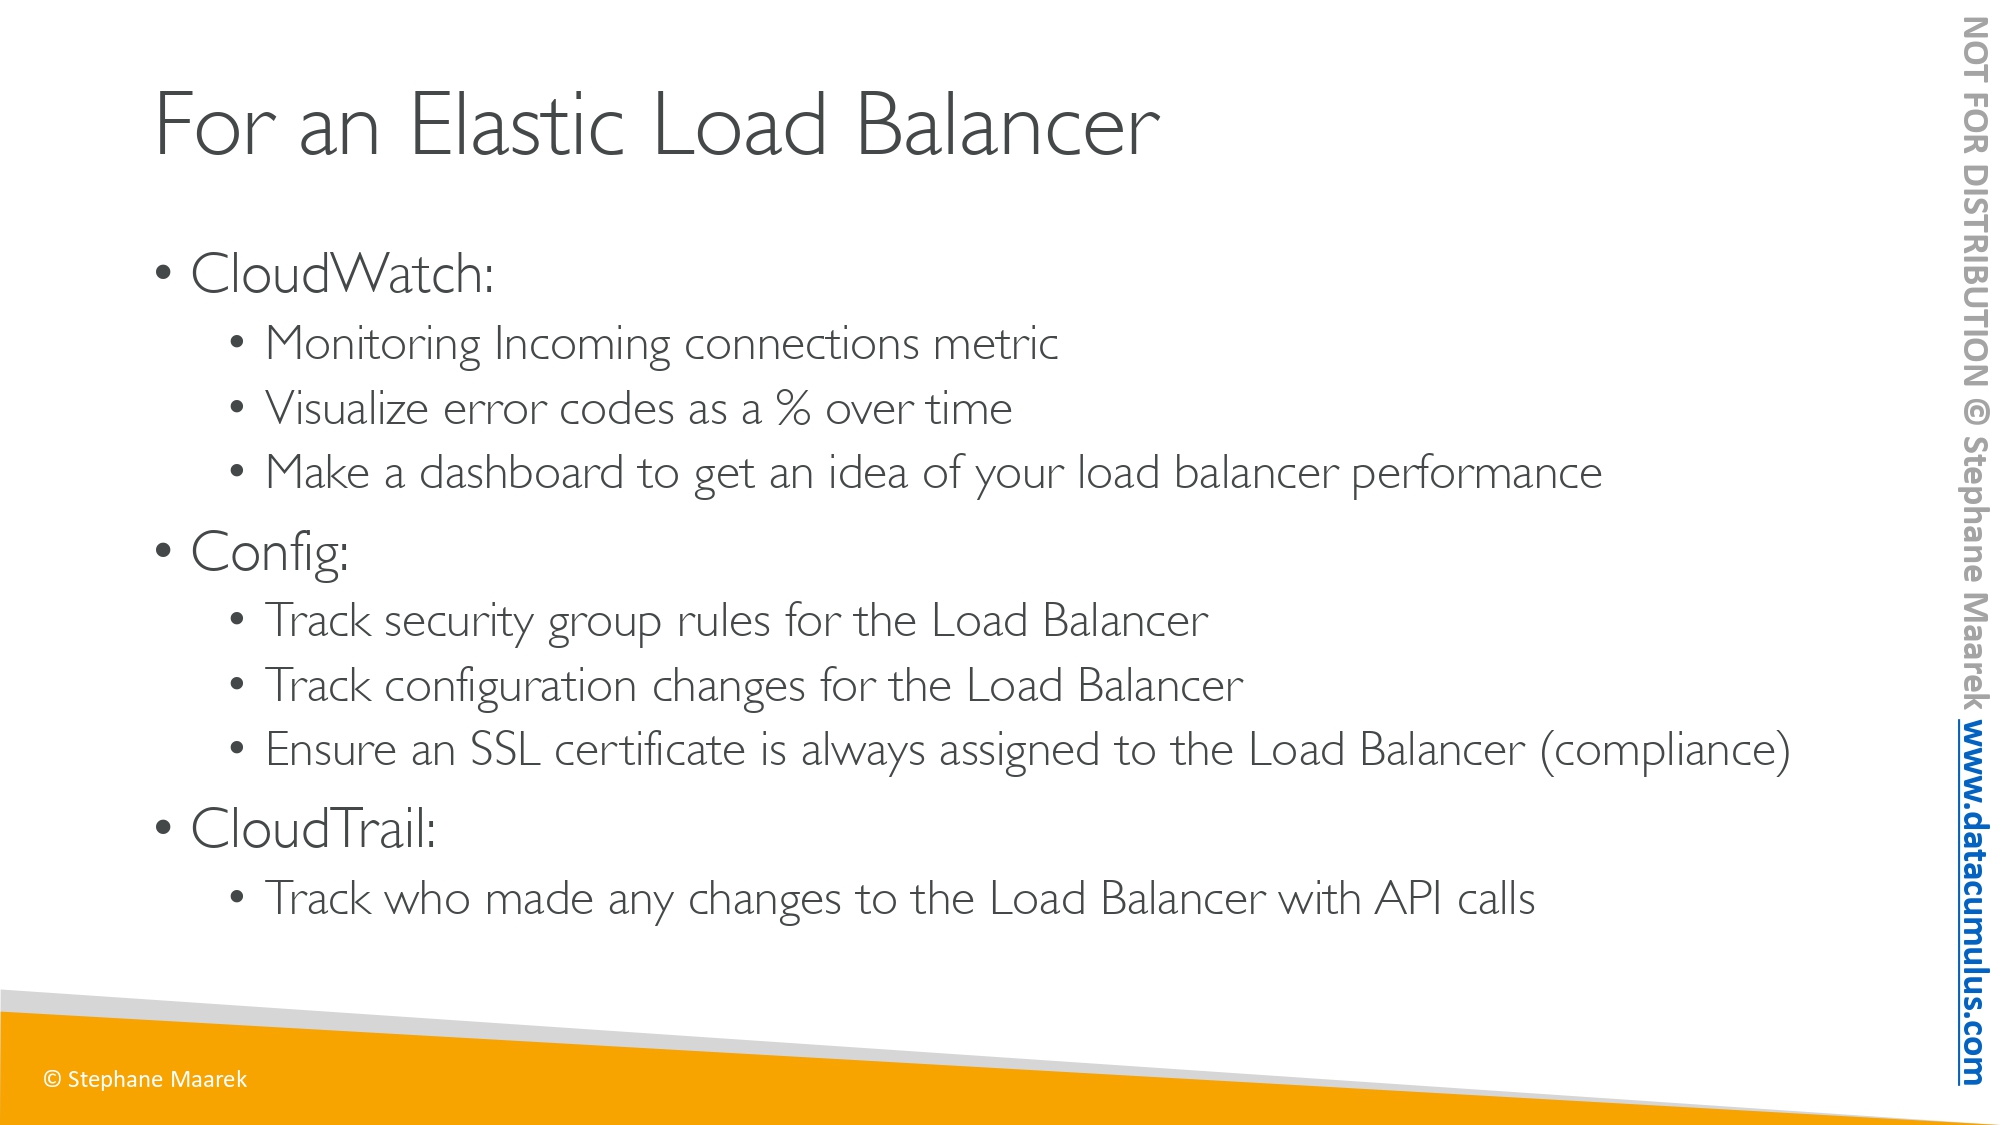 For an Elastic Load Balancer
• CloudWatch:
• Monitoring Incoming connections metric
• Visualize error codes as a % over time
• Make a dashboard to get an idea of your load balancer performance
• Config:
• Track security group rules for the Load Balancer
• Track configuration changes for the Load Balancer
• Ensure an SSL certificate is always assigned to the Load Balancer (compliance)
• CloudTrail:
• Track who made any changes to the Load Balancer with API calls
© Stephane Maarek
NOT FOR DISTRIBUTION © Stephane Maarek www.datacumulus.com